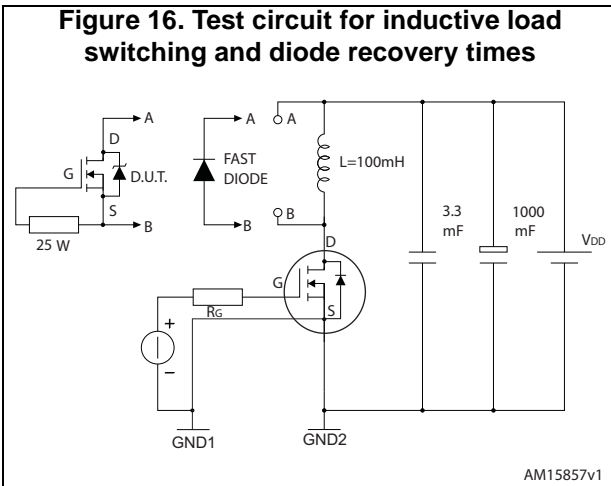 Figure 16. Test circuit for inductive load
switching and diode recovery times
A
D
G
D.U.T.
S
B
25 W
A
FAST
DIODE
B
A
L=100mH
B
D
G
S
RG
+
–
GND1
GND2
3.3
mF
1000
mF
VDD
AM15857v1